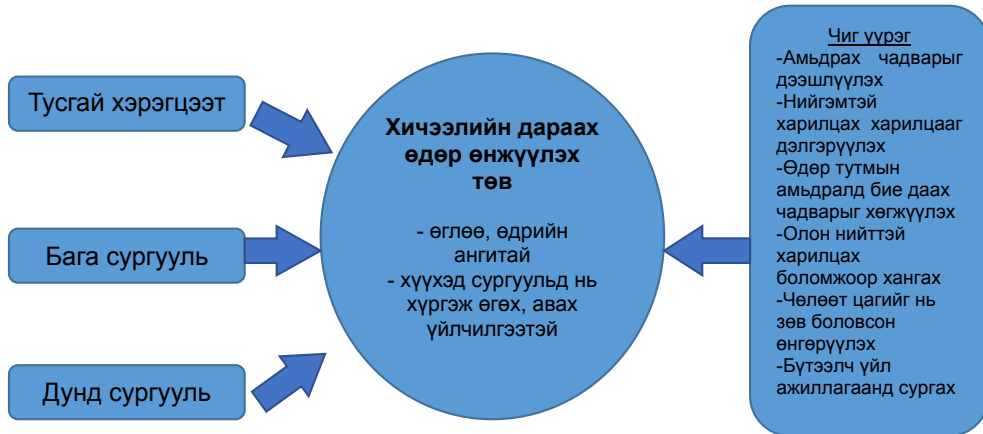 Тусгай хэрэгцээт
Бага сургууль
Дунд сургууль
Хичээлийн дараах
өдөр өнжүүлэх
төв
- өглөө, өдрийн
ангитай
- хүүхэд сургуульд нь
хүргэж өгөх, авах
үйлчилгээтэй
Чиг үүрэг
-Амьдрах чадварыг
дээшлүүлэх
-Нийгэмтэй
харилцах харилцааг
дэлгэрүүлэх
-Өдөр тутмын
амьдралд бие даах
чадварыг хөгжүүлэх
-Олон нийттэй
харилцах
боломжоор хангах
-Чөлөөт цагийг нь
зөв боловсон
өнгөрүүлэх
-Бүтээлч үйл
ажиллагаанд сургах